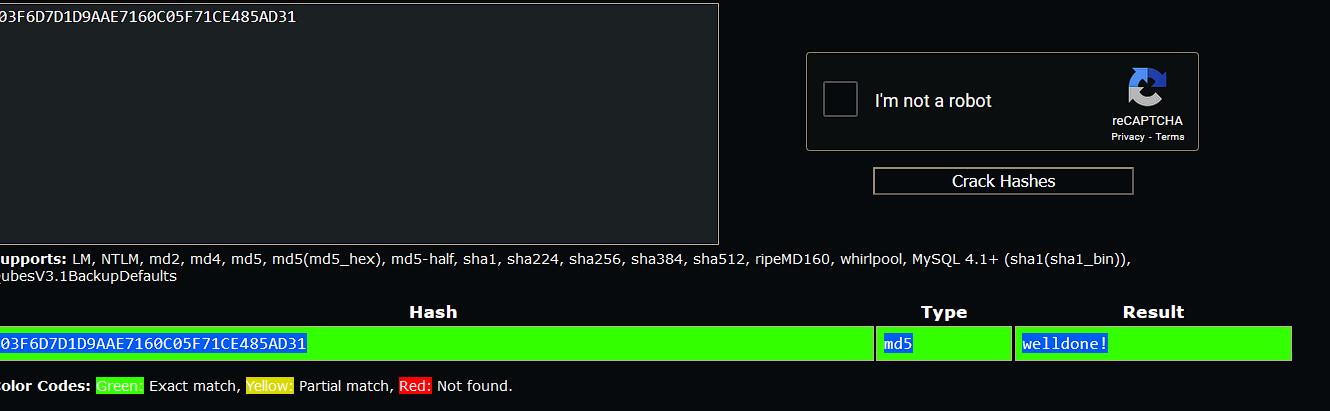 03F6D7D1D9AAE7160C05F71CE485AD31
I'm not a robot
reCAPTCHA
Privacy - Terms
Crack Hashes
upports: LM, NTLM, md2, md4, md5, md5(md5_hex), md5-half, sha1, sha224, sha256, sha384, sha512, ripeMD160, whirlpool, MySQL 4.1+ (sha1(sha1_bin)),
ubesV3.1BackupDefaults
Hash Type Result
03F6D7D1D9AAE7160C05F71CE485AD31 md5 welldone!
olor Codes: Green: Exact match, Yellow: Partial match, Red: Not found.